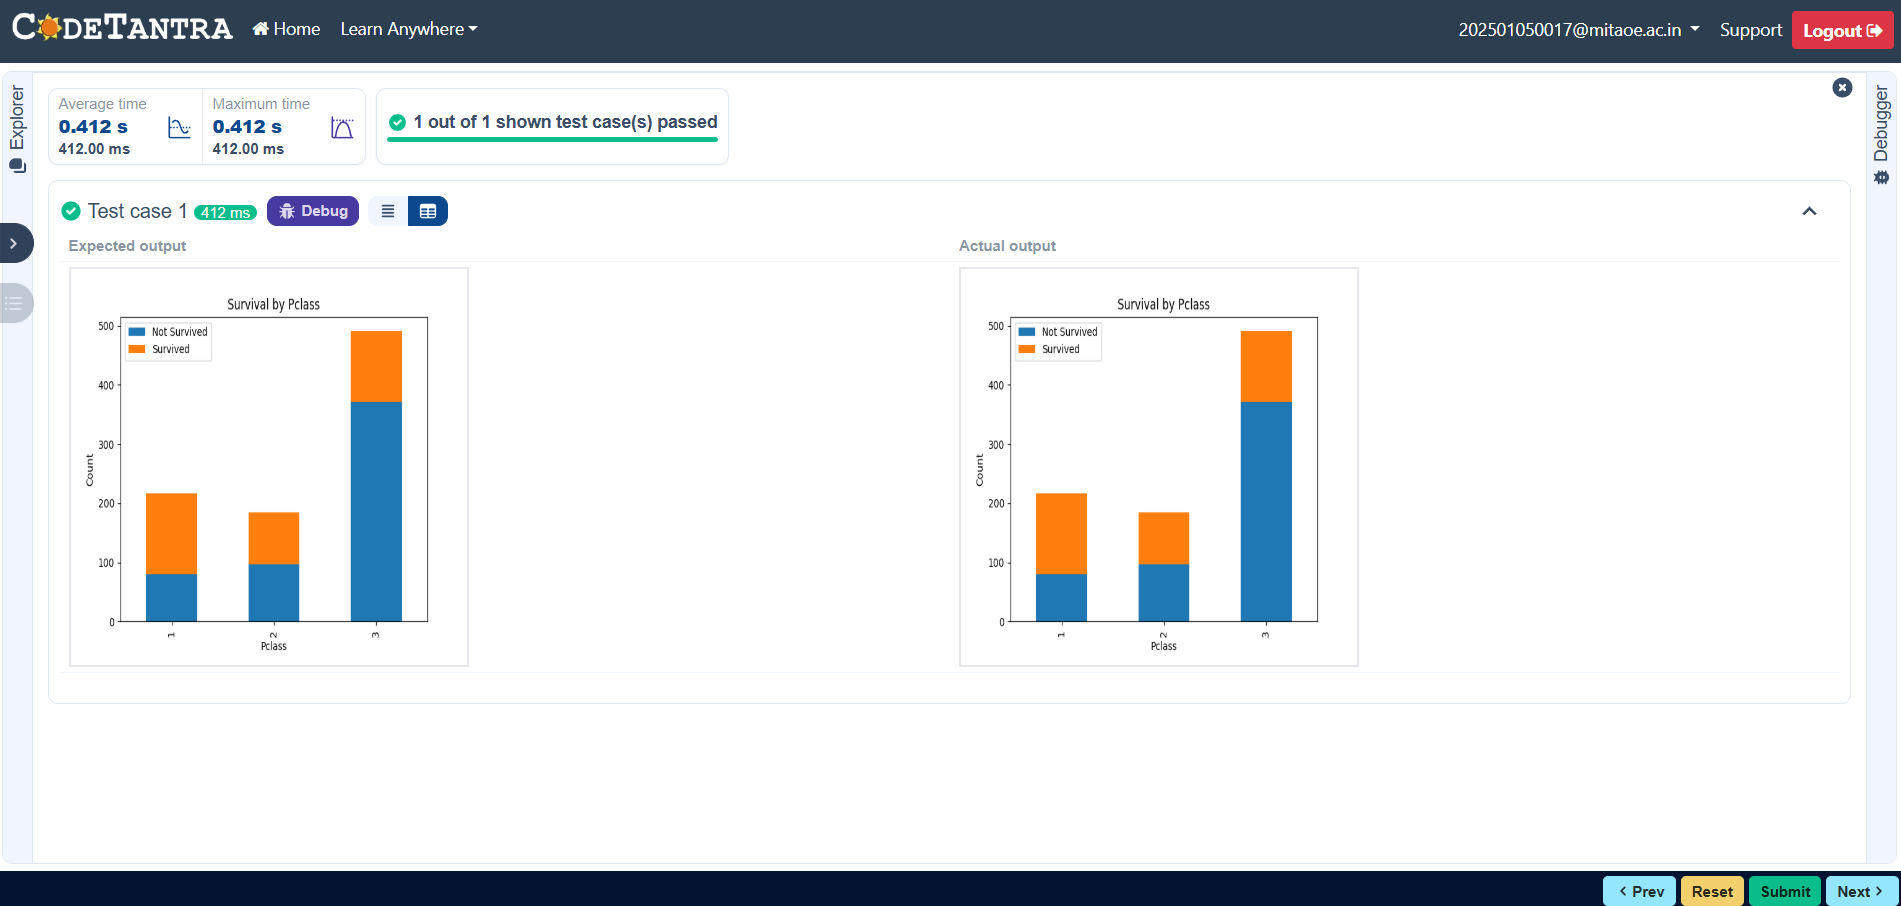 CODETANTRA Home Learn Anywhere 202501050017@mitaoe.ac.in Support Logout
Explorer
Debugger
Average time
0.412 s
412.00 ms
Maximum time
0.412 s
412.00 ms
1 out of 1 shown test case(s) passed
Test case 1 412 ms Debug
Expected output
Survival by Pclass
Not Survived
Survived
500
400
300
200
100
0
Count
1 2 3
Pclass
Actual output
Survival by Pclass
Not Survived
Survived
500
400
300
200
100
0
Count
1 2 3
Pclass
Prev Reset Submit Next